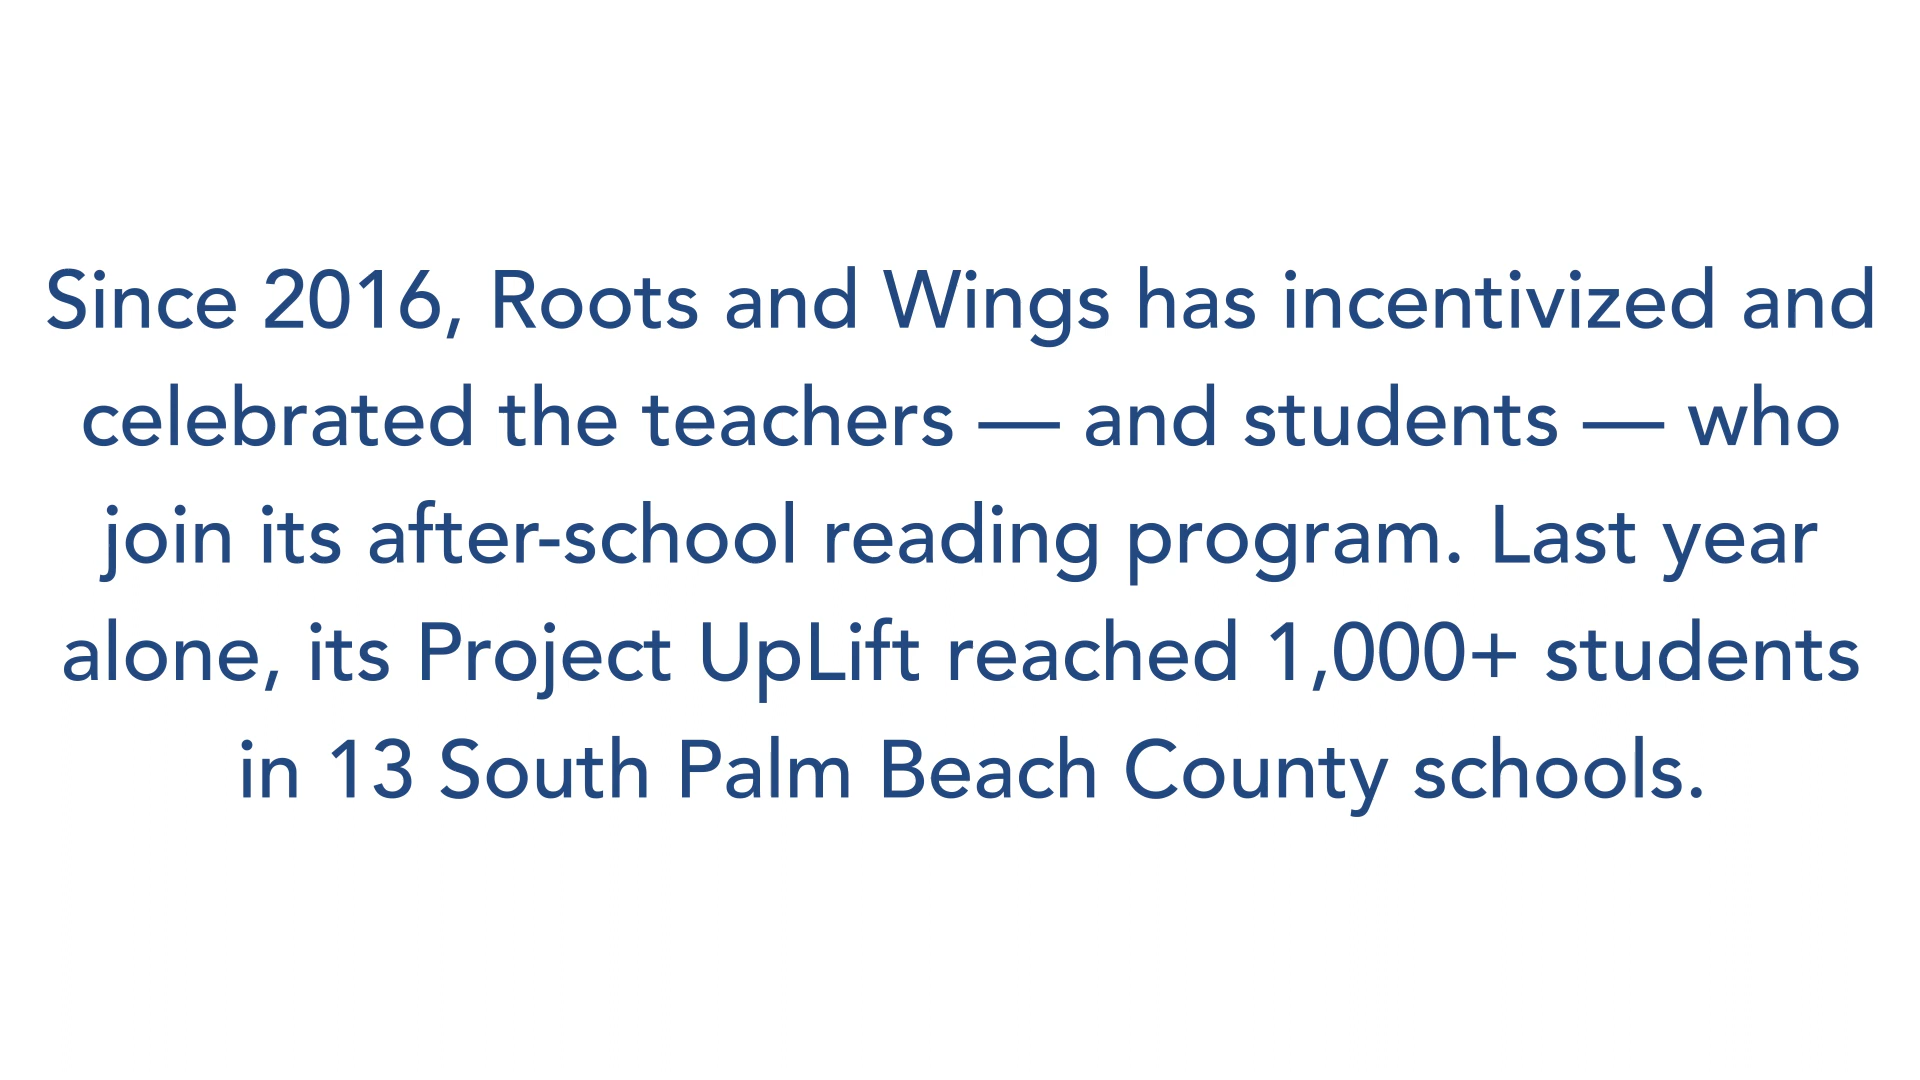 Since 2016, Roots and Wings has incentivized and
celebrated the teachers — and students — who
join its after-school reading program. Last year
alone, its Project UpLift reached 1,000+ students
in 13 South Palm Beach County schools.